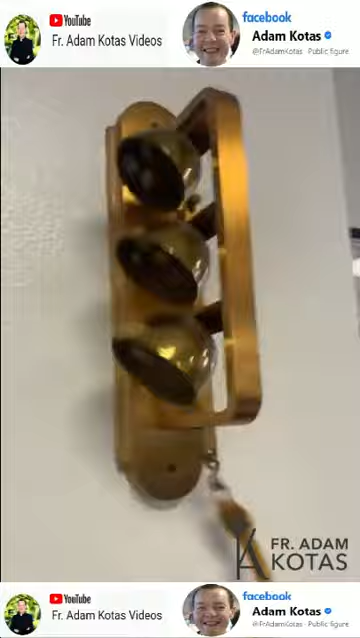 YouTube
Fr. Adam Kotas Videos
facebook
Adam Kotas
@FrAdamKotas · Public figure
FR. ADAM
KOTAS
YouTube
Fr. Adam Kotas Videos
facebook
Adam Kotas
@FrAdamKotas · Public figure